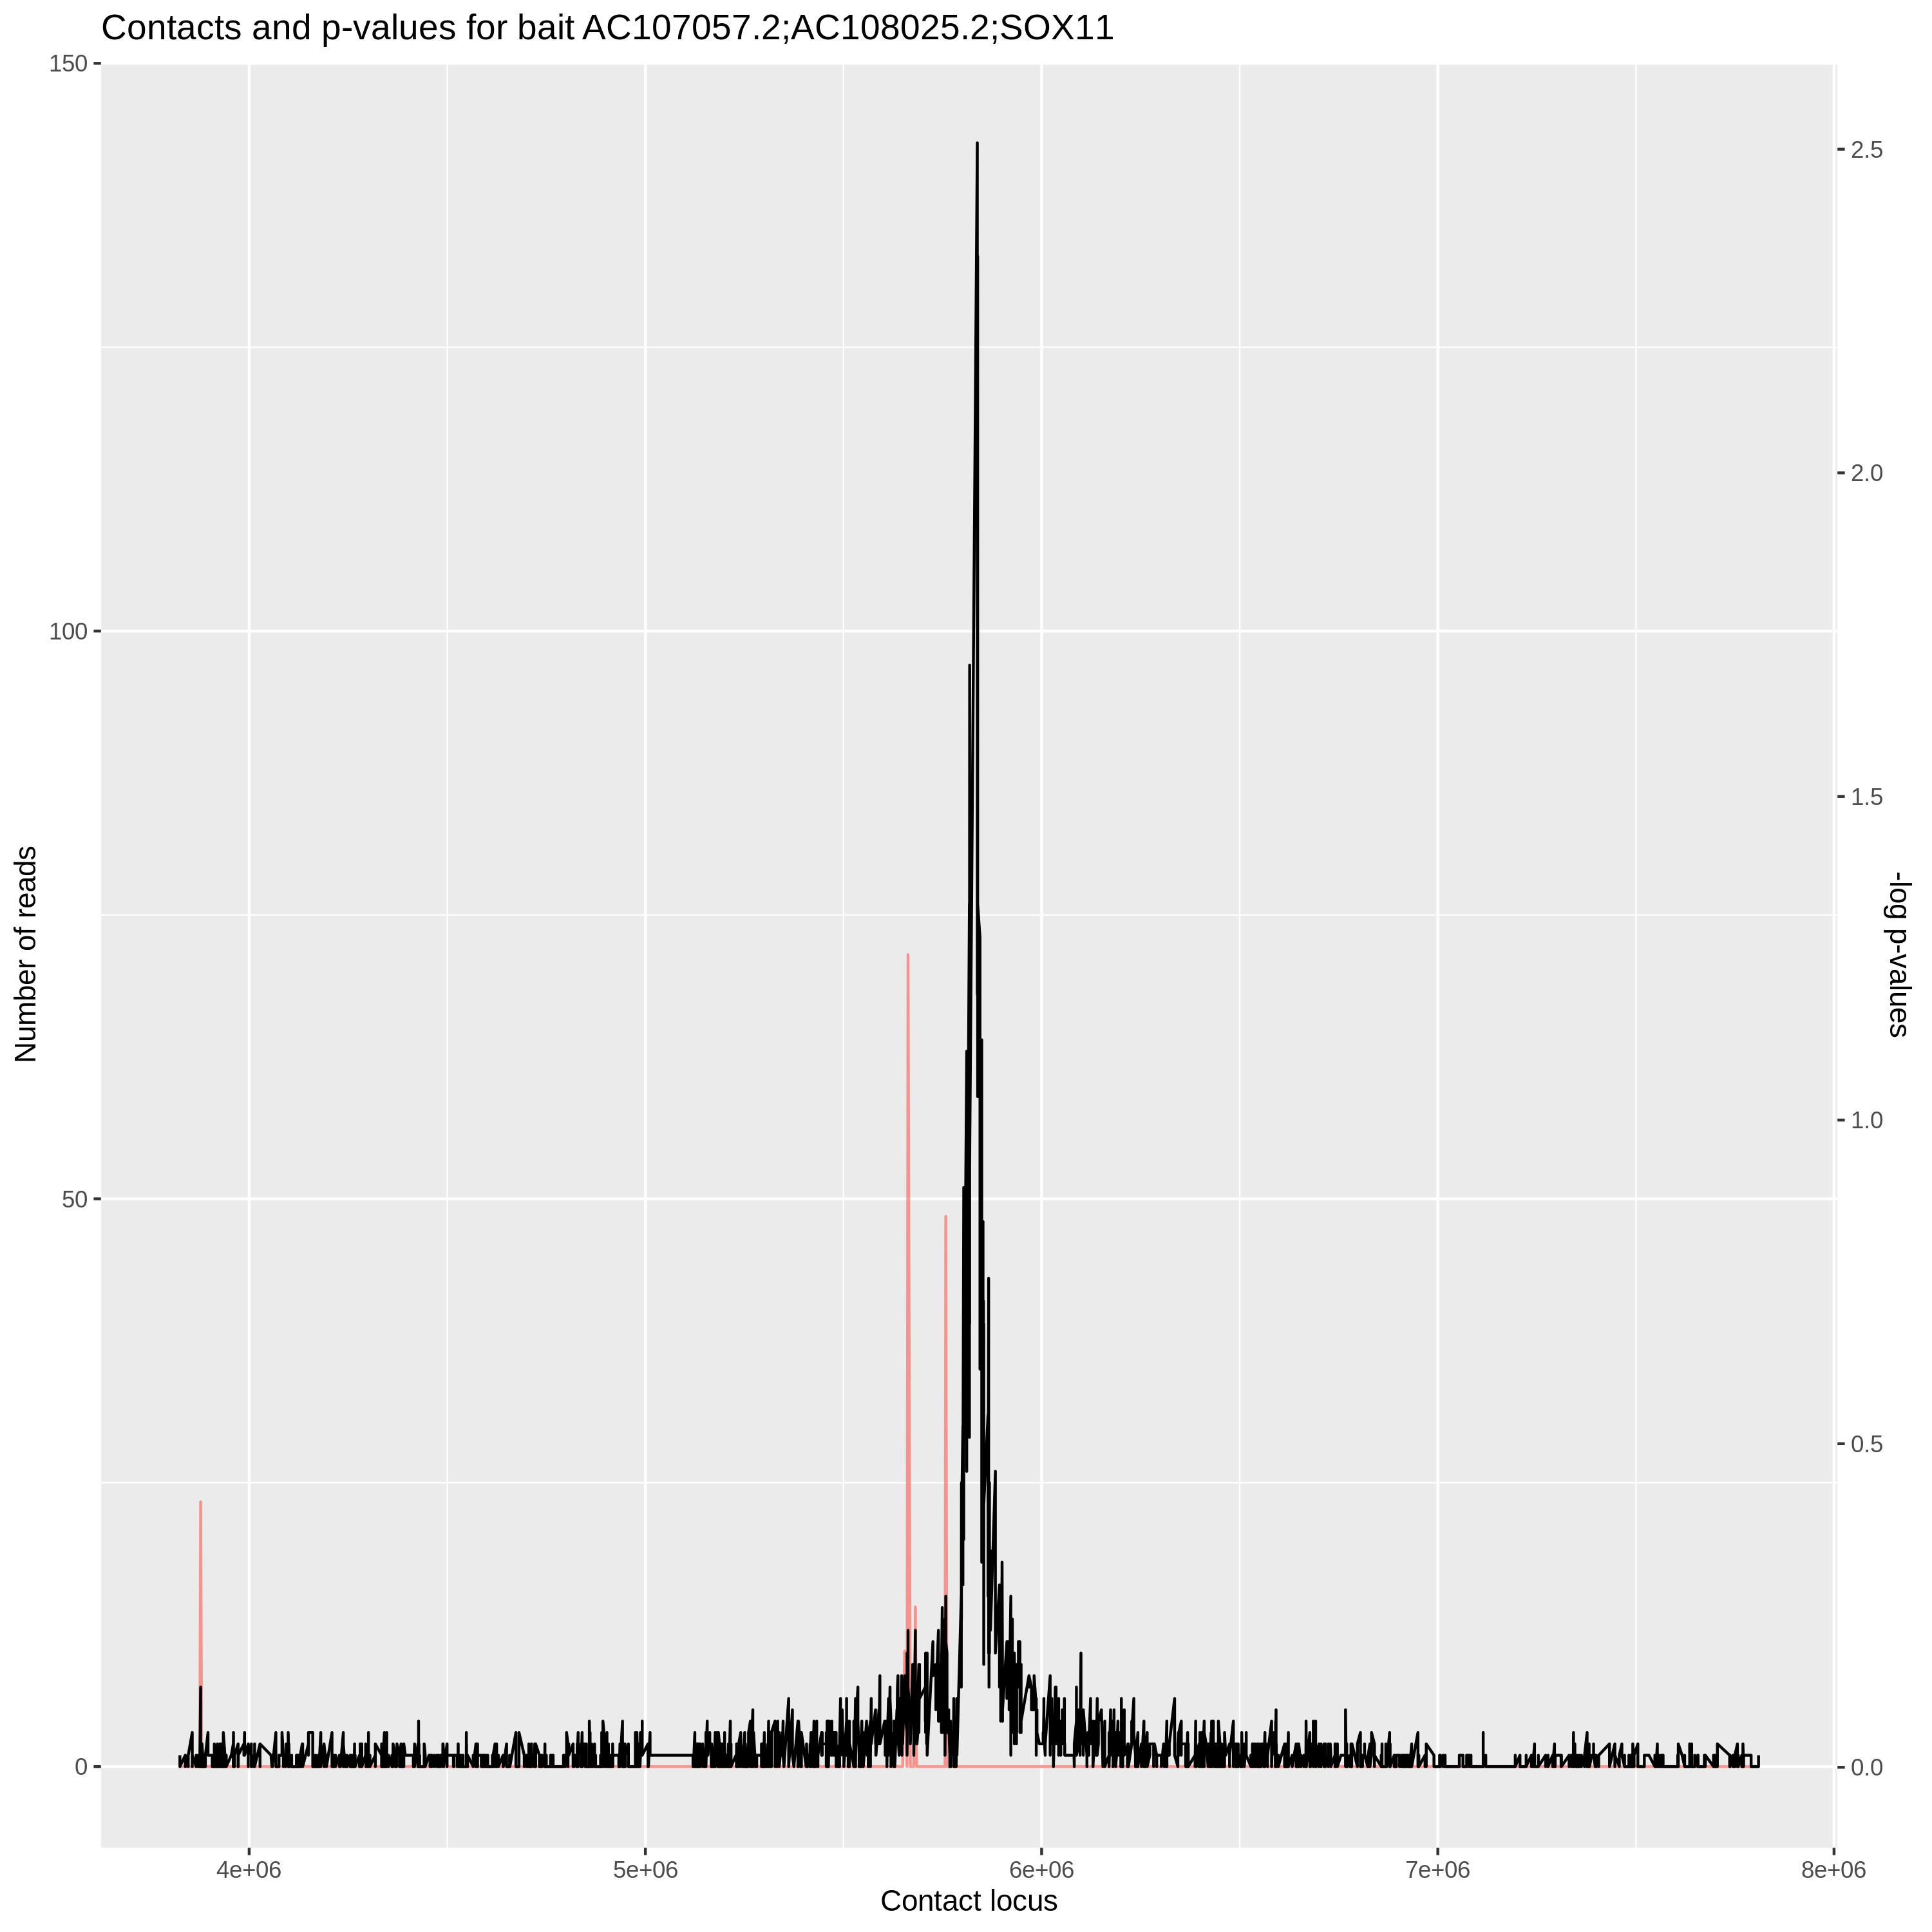 Contacts and p-values for bait AC107057.2;AC108025.2;SOX11
150
100
50
0
Number of reads
2.5
2.0
1.5
1.0
0.5
0.0
-log p-values
4e+06
5e+06
6e+06
7e+06
8e+06
Contact locus